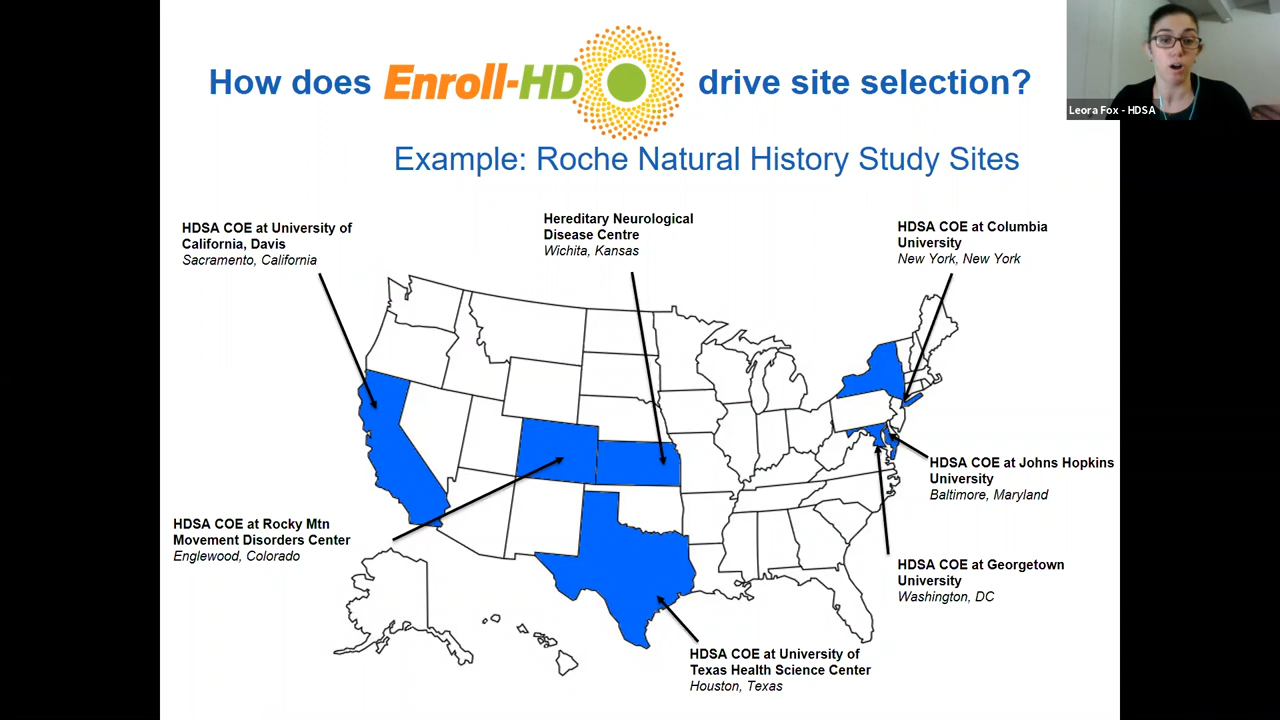 How does Enroll-HD drive site selection?
Leora Fox - HDSA
Example: Roche Natural History Study Sites
HDSA COE at University of
California, Davis
Sacramento, California
Hereditary Neurological
Disease Centre
Wichita, Kansas
HDSA COE at Columbia
University
New York, New York
HDSA COE at Johns Hopkins
University
Baltimore, Maryland
HDSA COE at Rocky Mtn
Movement Disorders Center
Englewood, Colorado
HDSA COE at Georgetown
University
Washington, DC
HDSA COE at University of
Texas Health Science Center
Houston, Texas